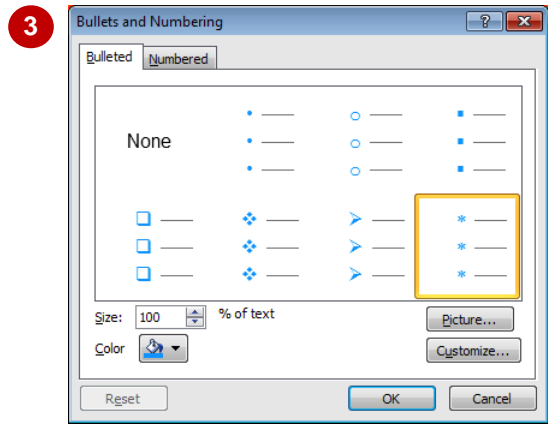 3
Bullets and Numbering
Bulleted Numbered
None
Size: 100 % of text
Picture...
Color
Customize...
Reset OK Cancel